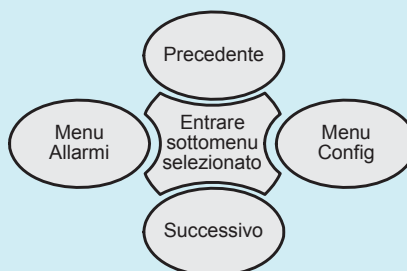 Precedente
Menu
Allarmi
Entrare
sottomenu
selezionato
Menu
Config
Successivo